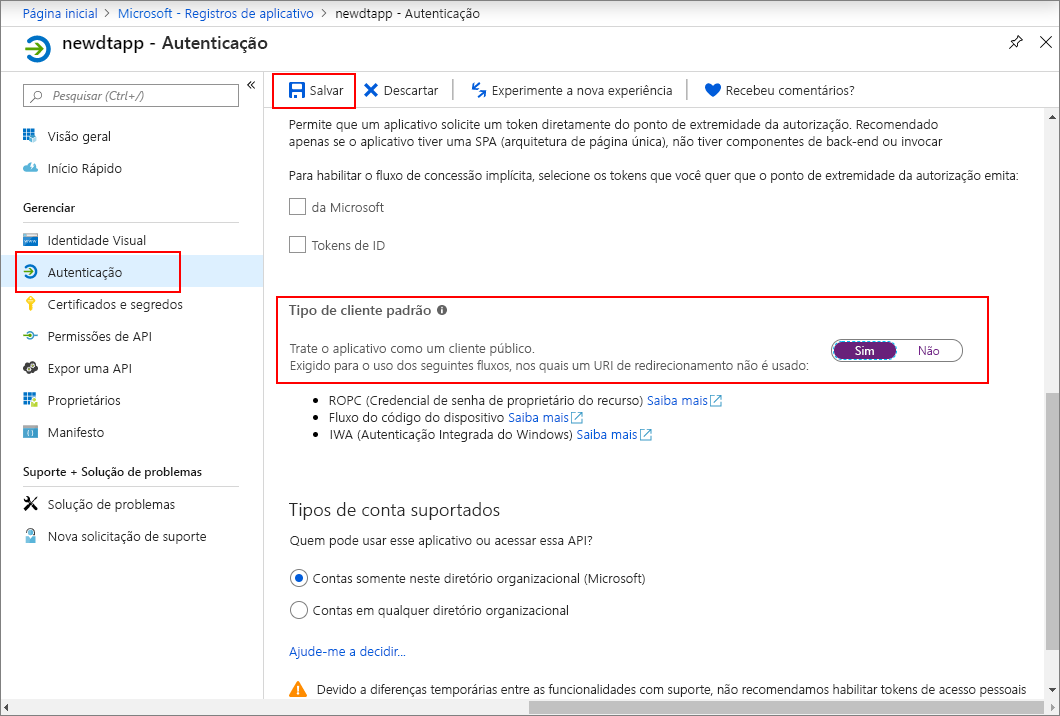 Página inicial > Microsoft - Registros de aplicativo > newdtapp - Autenticação
newdtapp - Autenticação
Pesquisar (Ctrl+/)
«
Visão geral
Início Rápido
Gerenciar
Identidade Visual
Autenticação
Certificados e segredos
Permissões de API
Expor uma API
Proprietários
Manifesto
Suporte + Solução de problemas
Solução de problemas
Nova solicitação de suporte
Salvar
Descartar
Experimente a nova experiência
Recebeu comentários?
Permite que um aplicativo solicite um token diretamente do ponto de extremidade da autorização. Recomendado
apenas se o aplicativo tiver uma SPA (arquitetura de página única), não tiver componentes de back-end ou invocar
Para habilitar o fluxo de concessão implícita, selecione os tokens que você quer que o ponto de extremidade da autorização emita:
da Microsoft
Tokens de ID
Tipo de cliente padrão
Trate o aplicativo como um cliente público.
Exigido para o uso dos seguintes fluxos, nos quais um URI de redirecionamento não é usado:
Sim Não
• ROPC (Credencial de senha de proprietário do recurso) Saiba mais
• Fluxo do código do dispositivo Saiba mais
• IWA (Autenticação Integrada do Windows) Saiba mais
Tipos de conta suportados
Quem pode usar esse aplicativo ou acessar essa API?
Contas somente neste diretório organizacional (Microsoft)
Contas em qualquer diretório organizacional
Ajude-me a decidir...
Devido a diferenças temporárias entre as funcionalidades com suporte, não recomendamos habilitar tokens de acesso pessoais